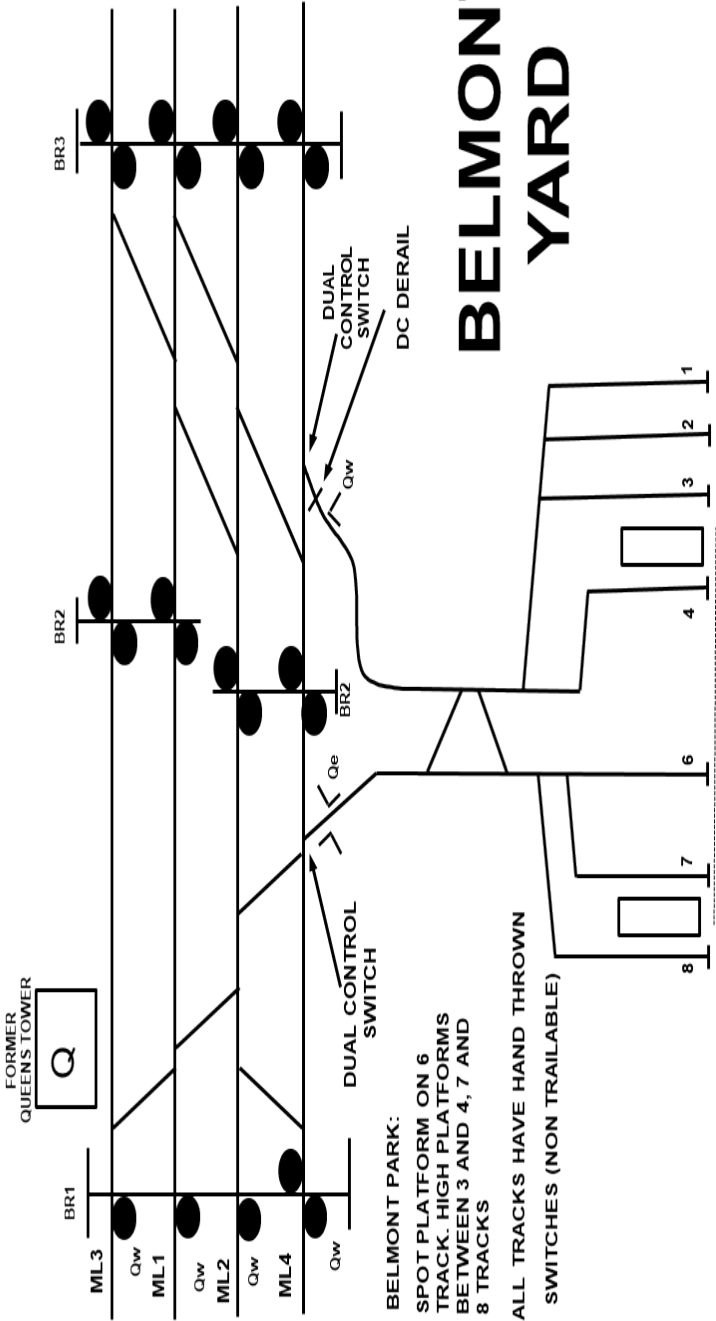 FORMER
QUEENS TOWER
Q
BR1
BR2
BR3
ML3
Qw
ML1
Qw
ML2
Qw
ML4
Qw
Qe
BR2
Qw
DUAL
CONTROL
SWITCH
DC DERAIL
DUAL CONTROL
SWITCH
BELMONT
YARD
BELMONT PARK:
SPOT PLATFORM ON 6
TRACK. HIGH PLATFORMS
BETWEEN 3 AND 4, 7 AND
8 TRACKS
ALL TRACKS HAVE HAND THROWN
SWITCHES (NON TRAILABLE)
8
7
6
4
3
2
1